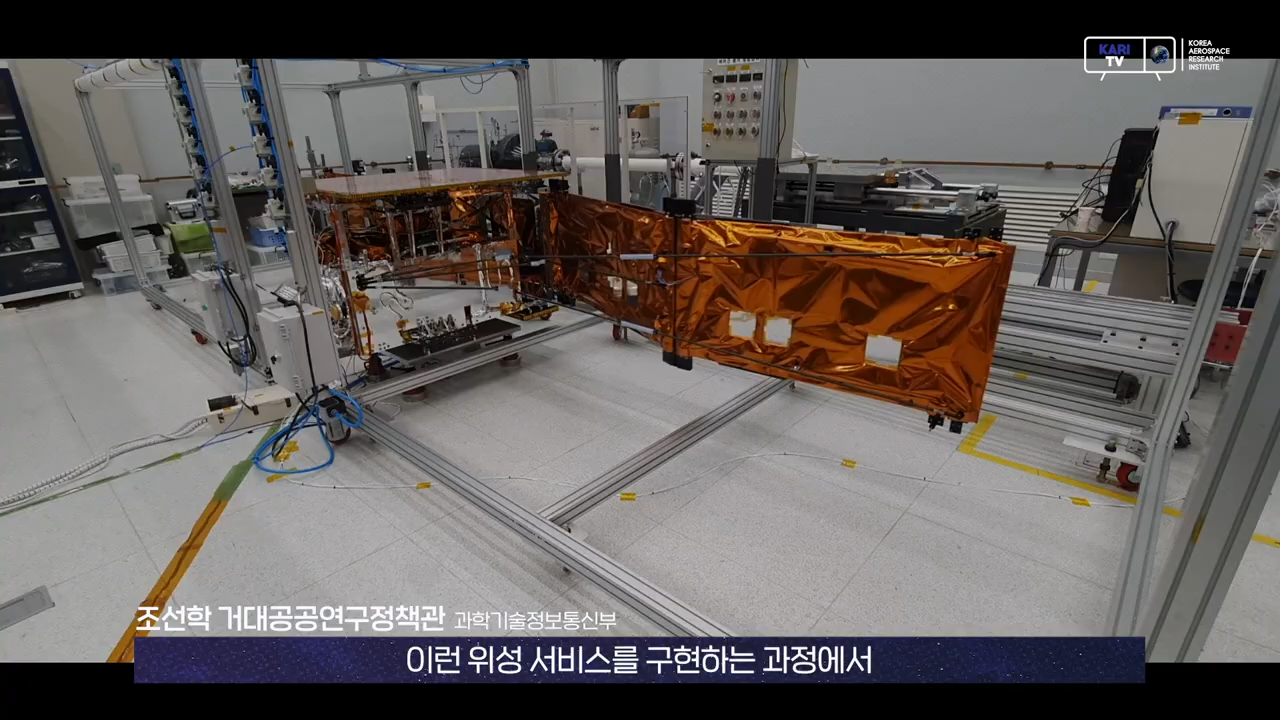 KARI
TV
KOREA
AEROSPACE
RESEARCH
INSTITUTE
조선학 거대공공연구정책관 과학기술정보통신부
이런 위성 서비스를 구현하는 과정에서